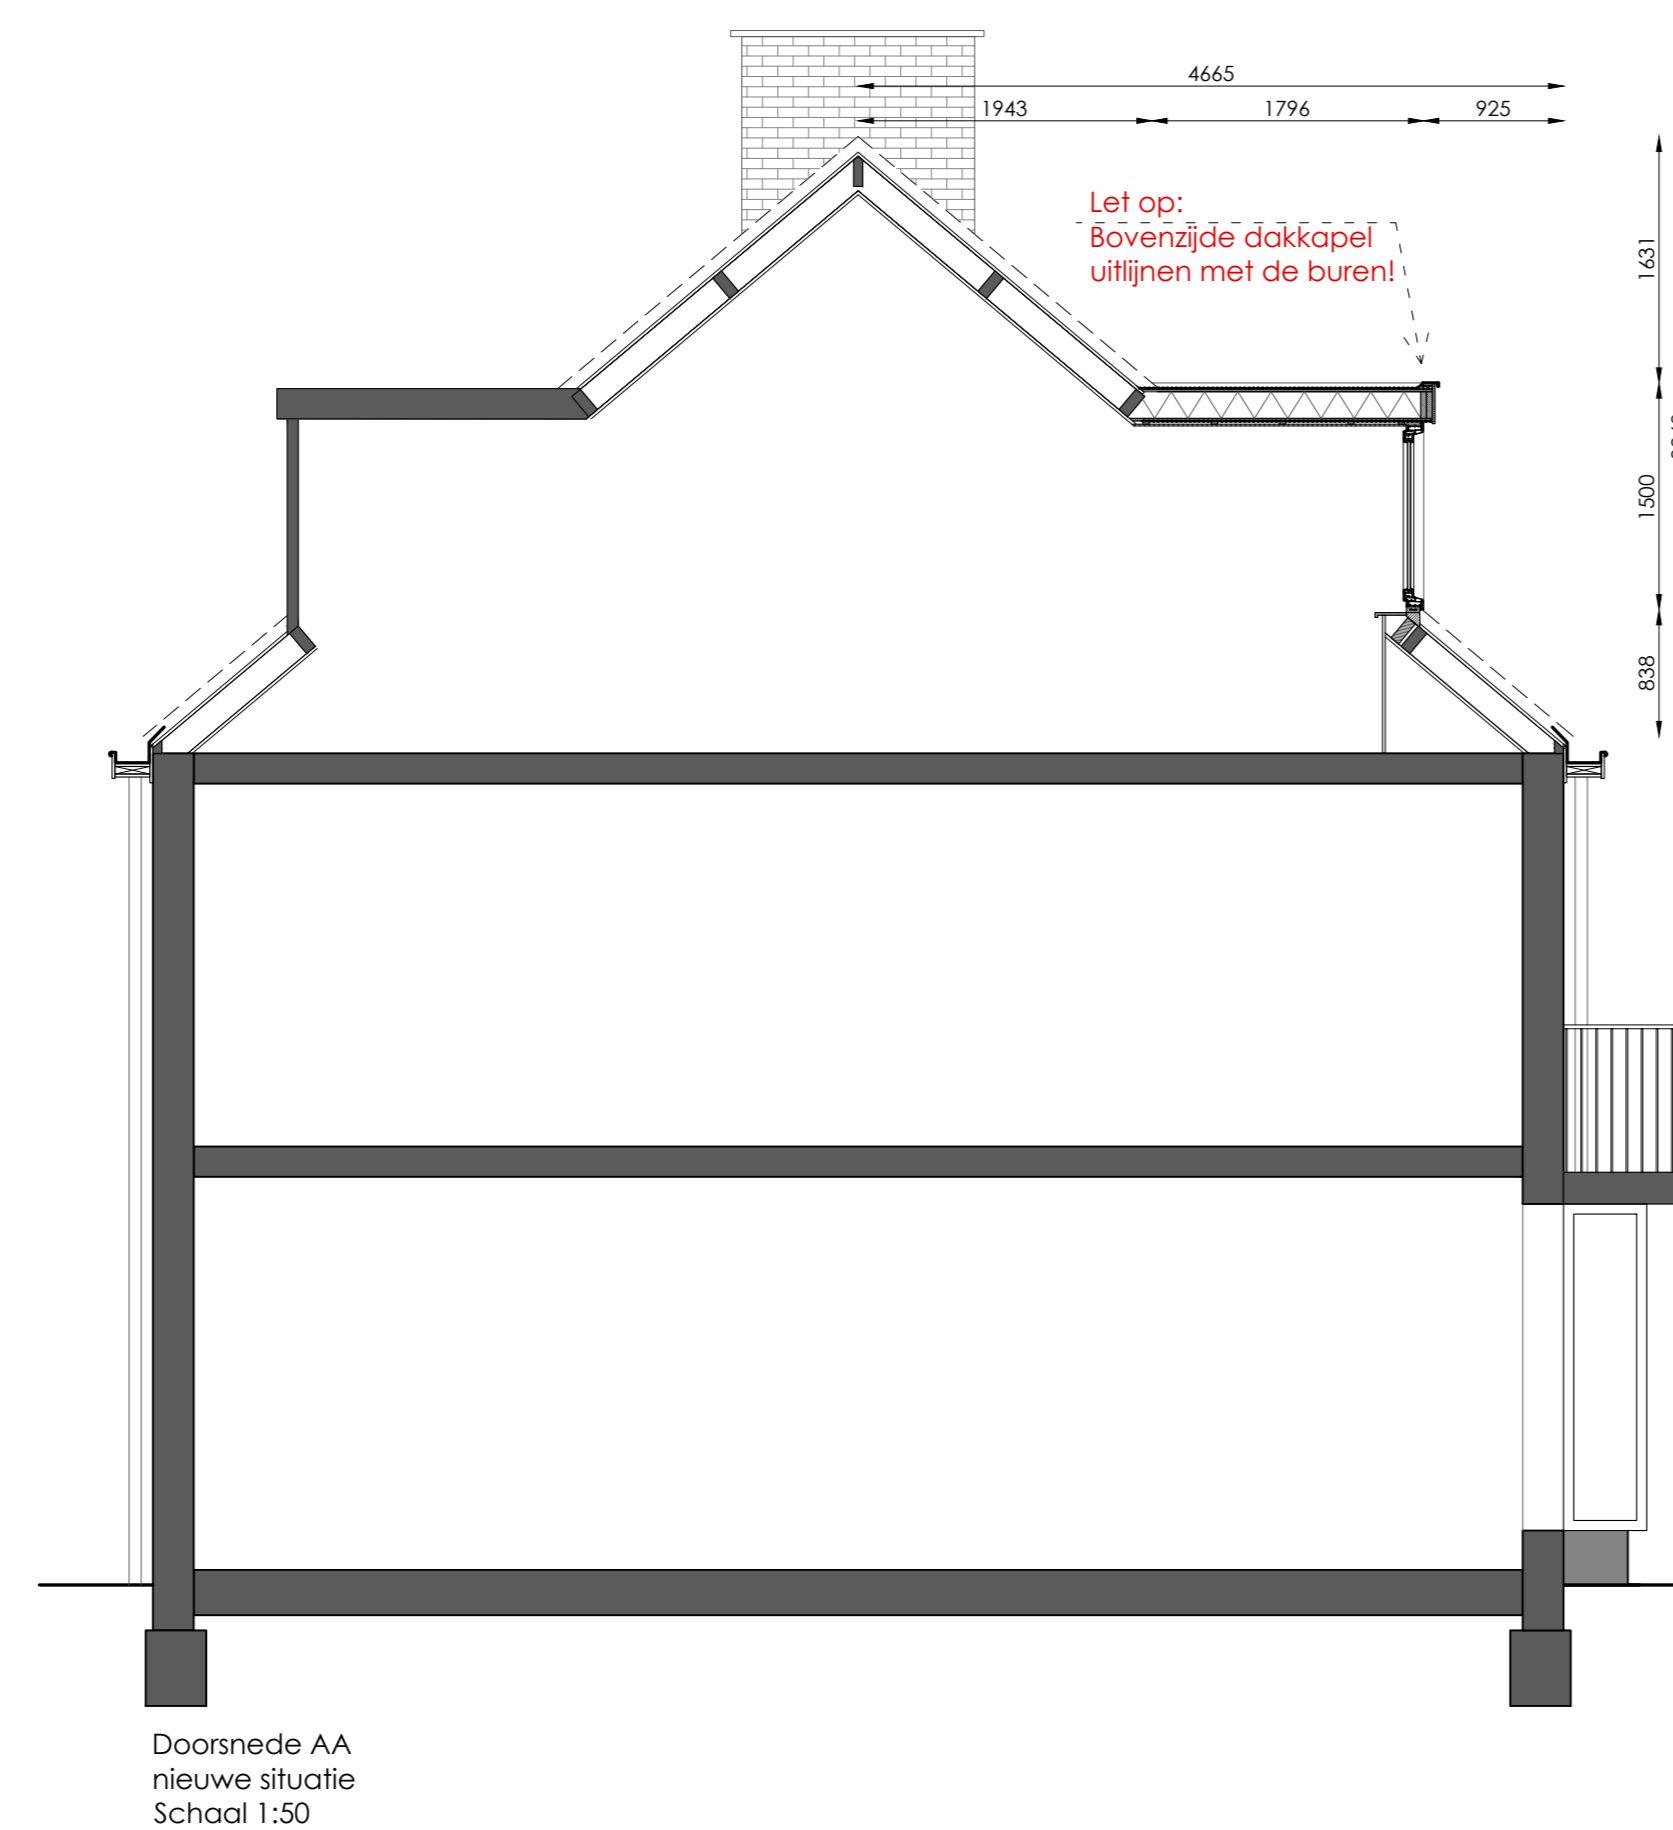 4665
1943
1796
925
Let op:
Bovenzijde dakkapel
uitlijnen met de buren!
1631
1500
838
Doorsnede AA
nieuwe situatie
Schaal 1:50